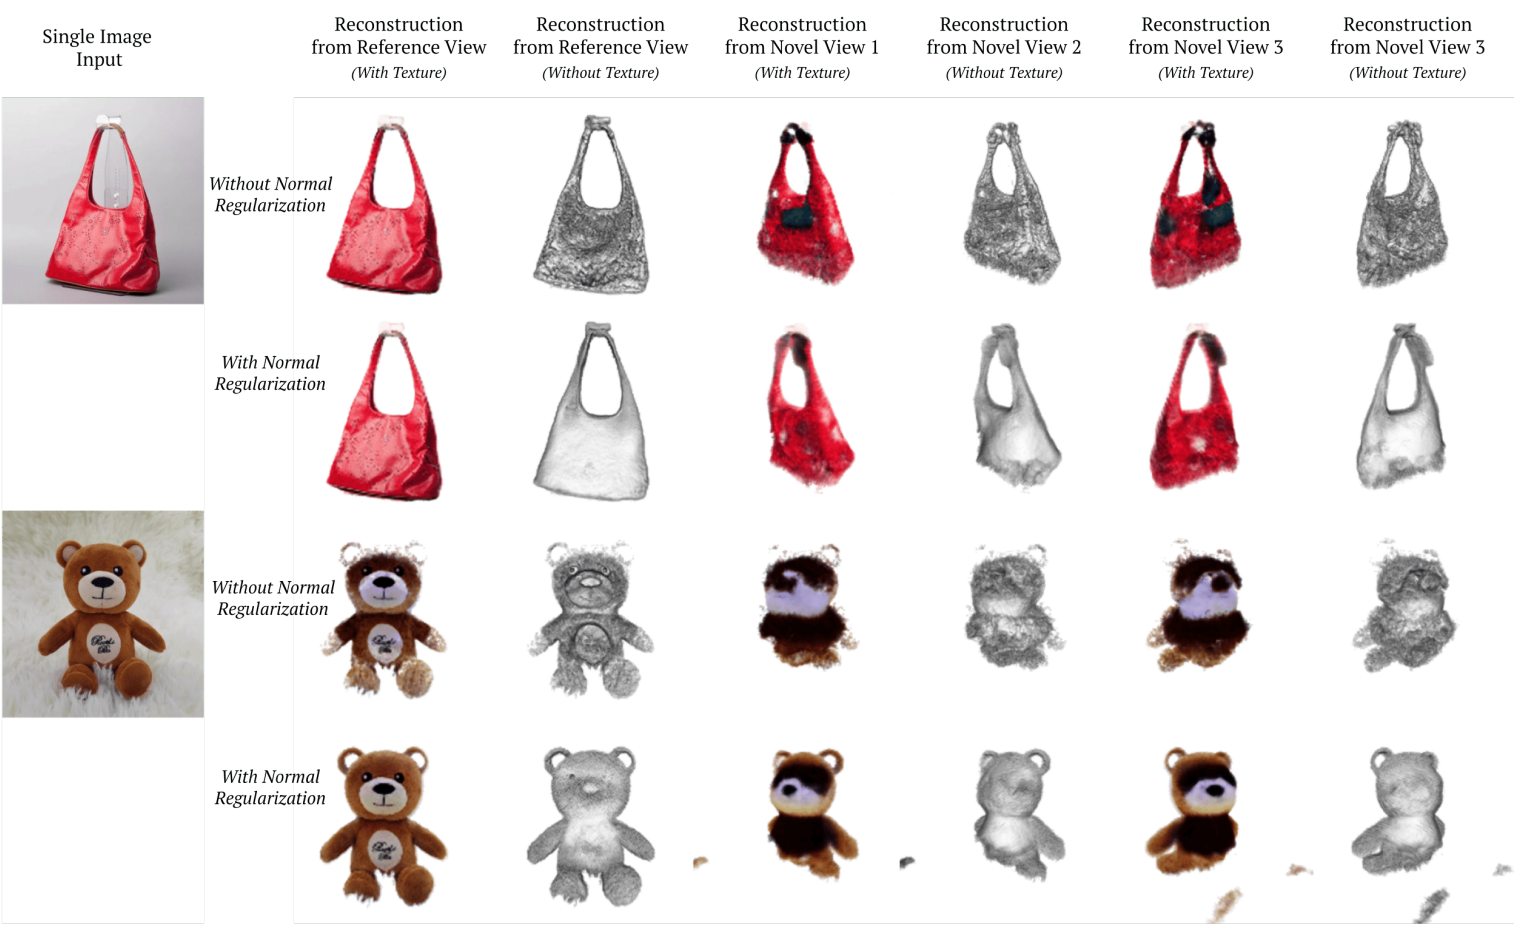 Single Image
Input
Reconstruction
from Reference View
(With Texture)
Reconstruction
from Reference View
(Without Texture)
Reconstruction
from Novel View 1
(With Texture)
Reconstruction
from Novel View 2
(Without Texture)
Reconstruction
from Novel View 3
(With Texture)
Reconstruction
from Novel View 3
(Without Texture)
Without Normal
Regularization
With Normal
Regularization
Without Normal
Regularization
With Normal
Regularization